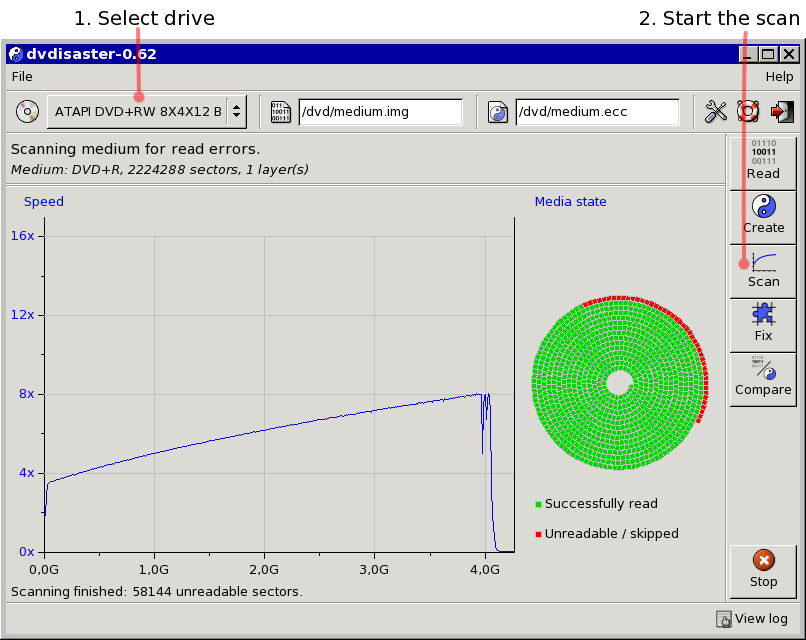 1. Select drive
2. Start the scan
dvdisaster-0.62
File
Help
ATAPI DVD+RW 8X4X12 B
/dvd/medium.img
/dvd/medium.ecc
Scanning medium for read errors.
Medium: DVD+R, 2224288 sectors, 1 layer(s)
01110
10011
00111
Read
Create
Scan
Fix
Compare
Speed
Media state
16x
12x
8x
4x
0x
0,0G
1,0G
2,0G
3,0G
4,0G
Successfully read
Unreadable / skipped
Scanning finished: 58144 unreadable sectors.
Stop
View log